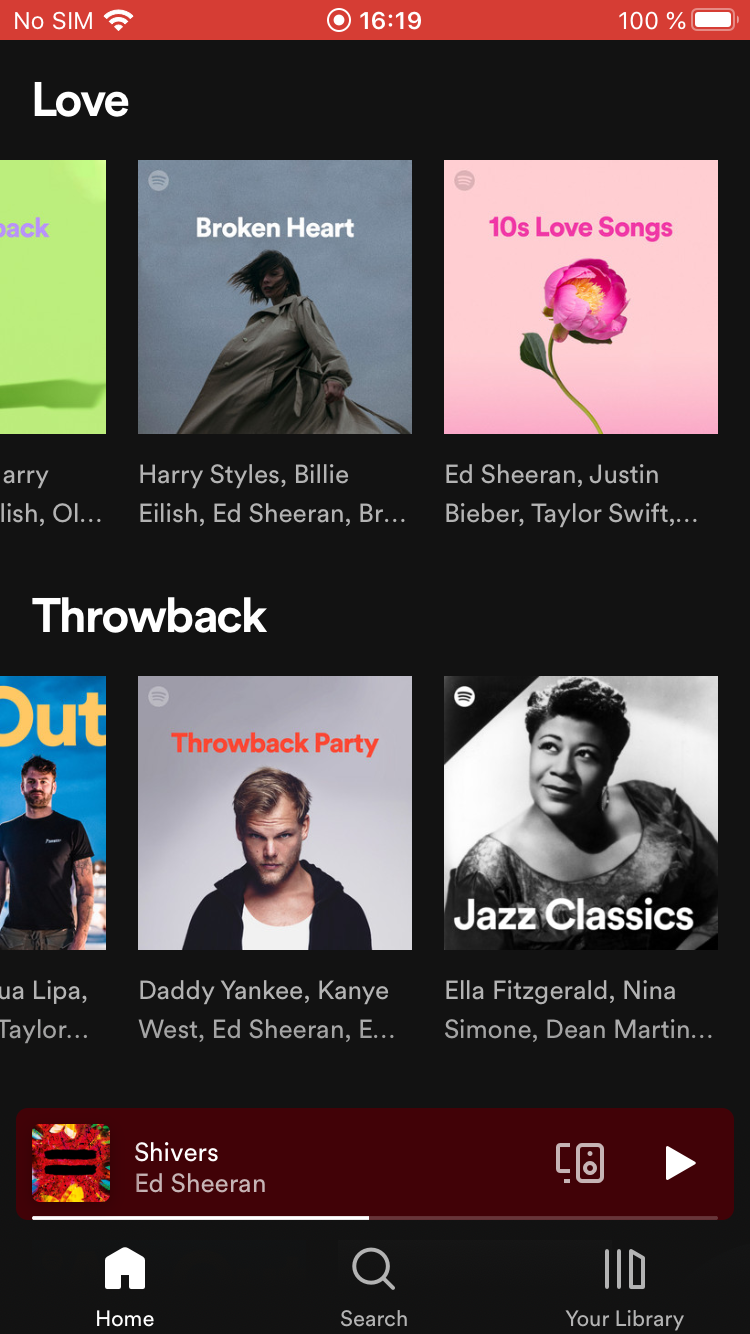 No SIM 16:19 100 %
Love
back
Broken Heart
10s Love Songs
arry
lish, Ol...
Harry Styles, Billie
Eilish, Ed Sheeran, Br...
Ed Sheeran, Justin
Bieber, Taylor Swift,...
Throwback
Out
Throwback Party
Jazz Classics
ua Lipa,
Taylor...
Daddy Yankee, Kanye
West, Ed Sheeran, E...
Ella Fitzgerald, Nina
Simone, Dean Martin...
Shivers
Ed Sheeran
Home
Search
Your Library